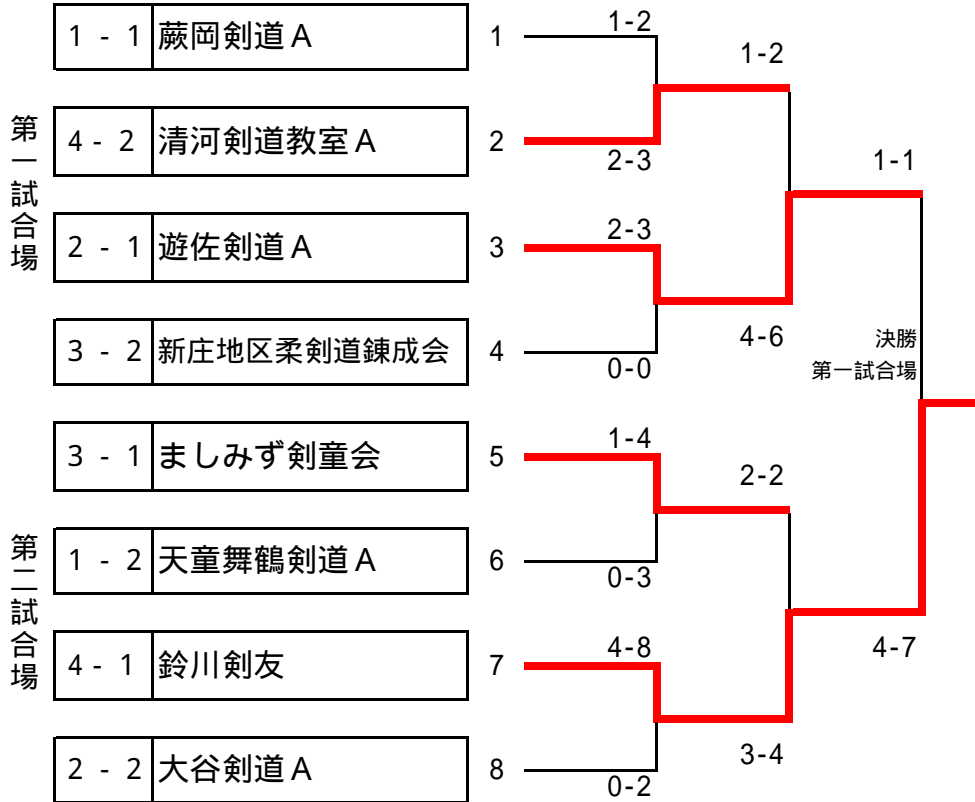 1 - 1 蕨岡剣道A 1 1-2
1-2
4 - 2 清河剣道教室A 2 2-3
1-1
2 - 1 遊佐剣道A 3 2-3
4-6
3 - 2 新庄地区柔剣道錬成会 4 0-0
第一試合場
決勝
第一試合場
3 - 1 ましみず剣童会 5 1-4
2-2
1 - 2 天童舞鶴剣道A 6 0-3
4 - 1 鈴川剣友 7 4-8
4-7
3-4
2 - 2 大谷剣道A 8 0-2
第二試合場